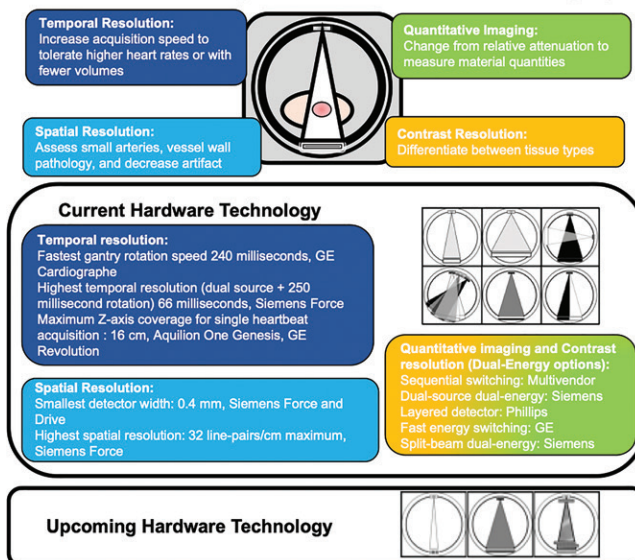 Temporal Resolution:
Increase acquisition speed to
tolerate higher heart rates or with
fewer volumes
Quantitative Imaging:
Change from relative attenuation to
measure material quantities
Spatial Resolution:
Assess small arteries, vessel wall
pathology, and decrease artifact
Contrast Resolution:
Differentiate between tissue types
Current Hardware Technology
Temporal resolution:
Fastest gantry rotation speed 240 milliseconds, GE
Cardiographe
Highest temporal resolution (dual source + 250
millisecond rotation) 66 milliseconds, Siemens Force
Maximum Z-axis coverage for single heartbeat
acquisition : 16 cm, Aquilion One Genesis, GE
Revolution
Spatial Resolution:
Smallest detector width: 0.4 mm, Siemens Force and
Drive
Highest spatial resolution: 32 line-pairs/cm maximum,
Siemens Force
Quantitative imaging and Contrast
resolution (Dual-Energy options):
Sequential switching: Multivendor
Dual-source dual-energy: Siemens
Layered detector: Phillips
Fast energy switching: GE
Split-beam dual-energy: Siemens
Upcoming Hardware Technology